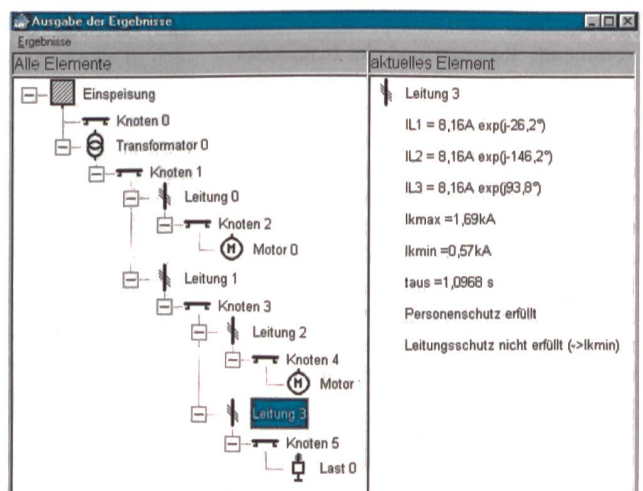 Ausgabe der Ergebnisse
Ergebnisse
Alle Elemente
Einspeisung
Knoten 0
Transformator 0
Knoten 1
Leitung 0
Knoten 2
M
Motor 0
Leitung 1
Knoten 3
Leitung 2
Knoten 4
M
Motor
Leitung 3
Knoten 5
Last 0
aktuelles Element
Leitung 3
IL1 = 8,16A exp(j-26,2°)
IL2 = 8,16A exp(j-146,2°)
IL3 = 8,16A exp(j93,8°)
Ikmax =1,69kA
Ikmin =0,57kA
taus =1,0968 s
Personenschutz erfüllt
Leitungsschutz nicht erfüllt (->Ikmin)